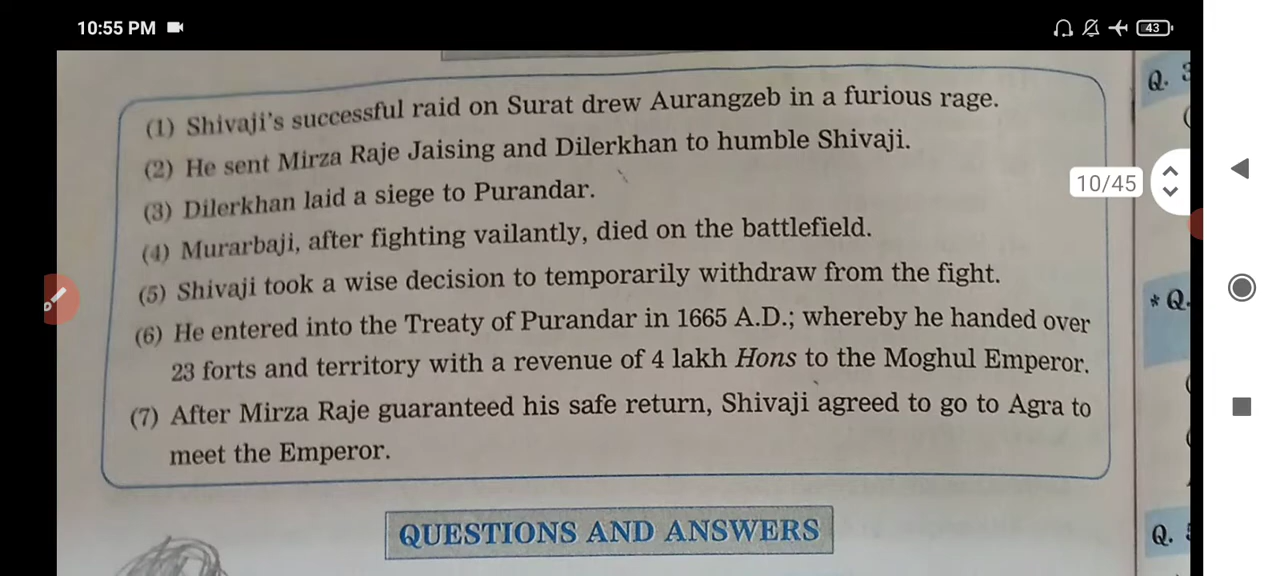 10:55 PM
43
(1) Shivaji's successful raid on Surat drew Aurangzeb in a furious rage.
(2) He sent Mirza Raje Jaising and Dilerkhan to humble Shivaji.
(3) Dilerkhan laid a siege to Purandar.
(4) Murarbaji, after fighting vailantly, died on the battlefield.
(5) Shivaji took a wise decision to temporarily withdraw from the fight.
(6) He entered into the Treaty of Purandar in 1665 A.D.; whereby he handed over
23 forts and territory with a revenue of 4 lakh Hons to the Moghul Emperor.
(7) After Mirza Raje guaranteed his safe return, Shivaji agreed to go to Agra to
meet the Emperor.
QUESTIONS AND ANSWERS
10/45
Q.
* Q.
Q.